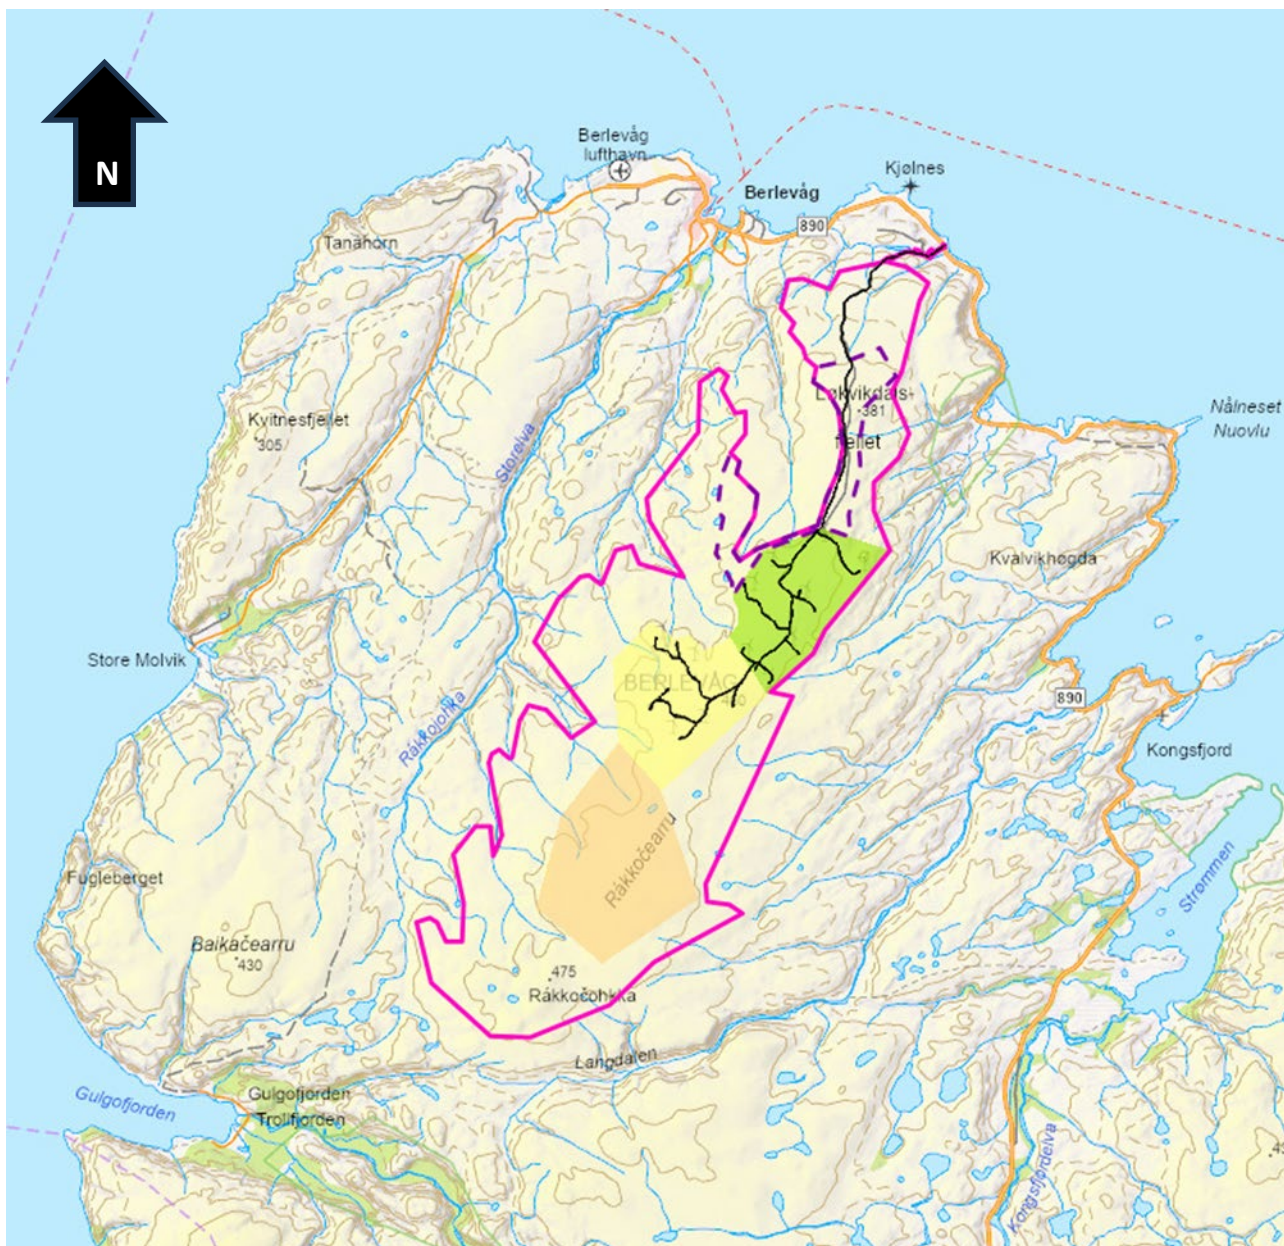 N
Berlevåg
lufthavn
Kjølnes
Berlevåg
890
Tanahorn
Løkvikdals-
381
fjellet
Nålneset
Nuovlu
Kvitnesfjellet
305
Storelva
Kvalvikhøgda
Store Molvik
BERLEVÅG
890
Rákkojohka
Kongsfjord
Rákkočearru
Fugleberget
Strømmen
Baikačearru
430
475
Rákkočohkka
Langdalen
Gulgofjorden
Gulgofjorden
Trollfjorden
Kongsfjordelva